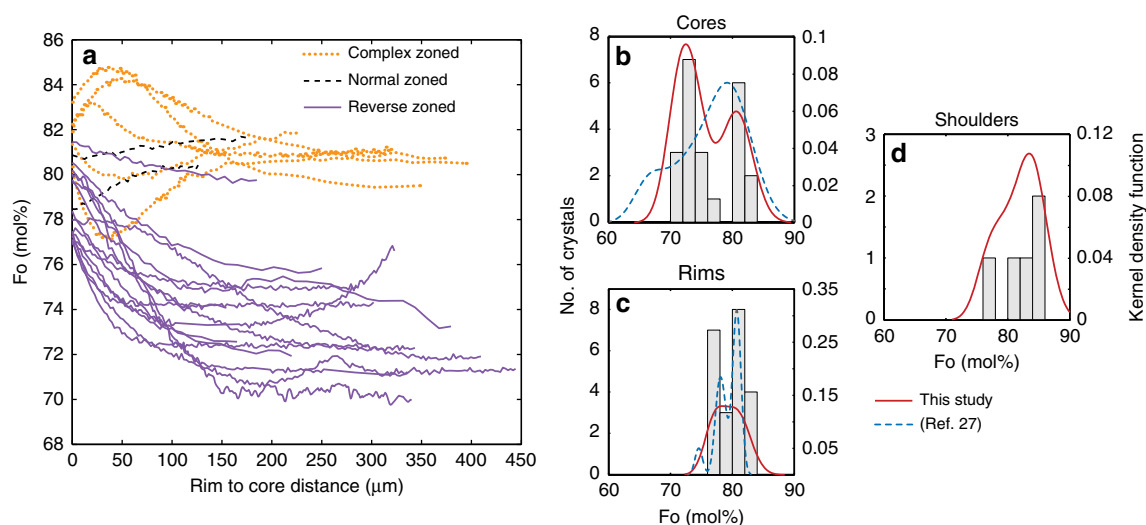 a
Complex zoned
Normal zoned
Reverse zoned
86
84
82
80
78
76
74
72
70
68
Fo (mol%)
0 50 100 150 200 250 300 350 400 450
Rim to core distance (μm)
Cores
b
8
6
4
2
0
0.1
0.08
0.06
0.04
0.02
0
60 70 80 90
No. of crystals
Rims
c
8
6
4
2
0
0.35
0.25
0.15
0.05
60 70 80 90
Fo (mol%)
Shoulders
d
3
2
1
0
0.12
0.08
0.04
0
60 70 80 90
Fo (mol%)
Kernel density function
This study
(Ref. 27)